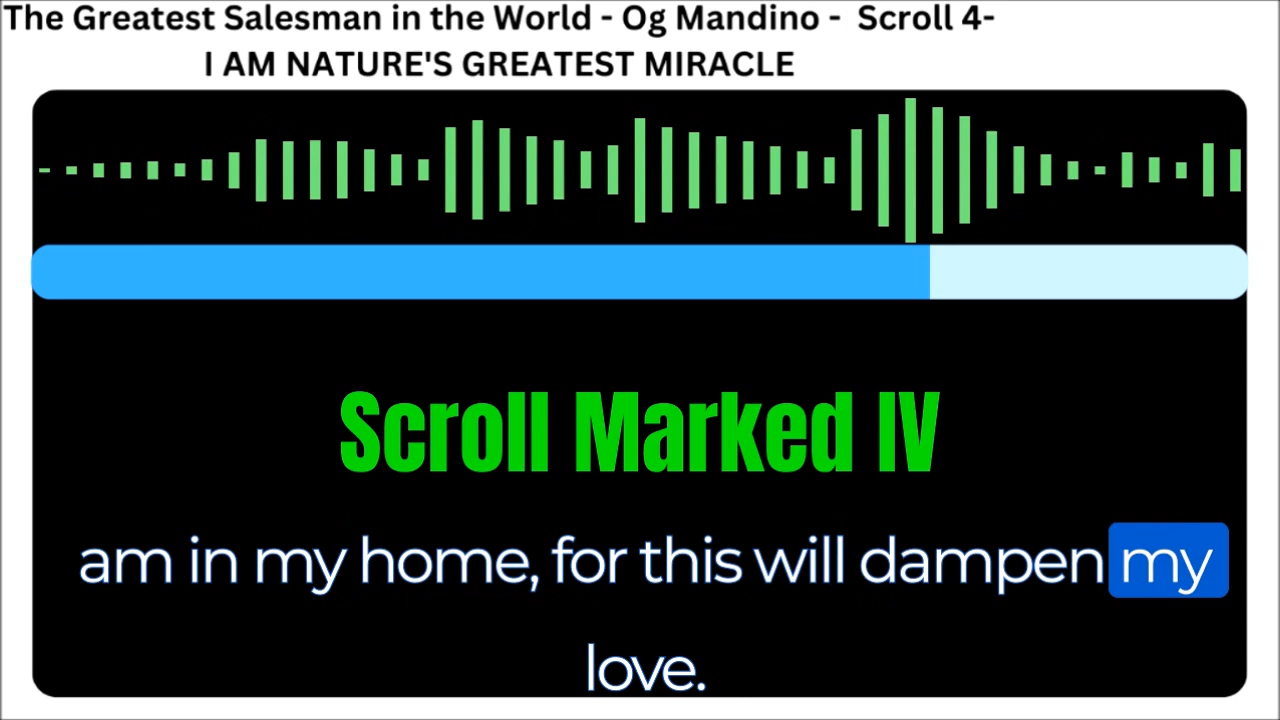 The Greatest Salesman in the World - Og Mandino -  Scroll 4-
I AM NATURE'S GREATEST MIRACLE
Scroll Marked IV
am in my home, for this will dampen my
love.